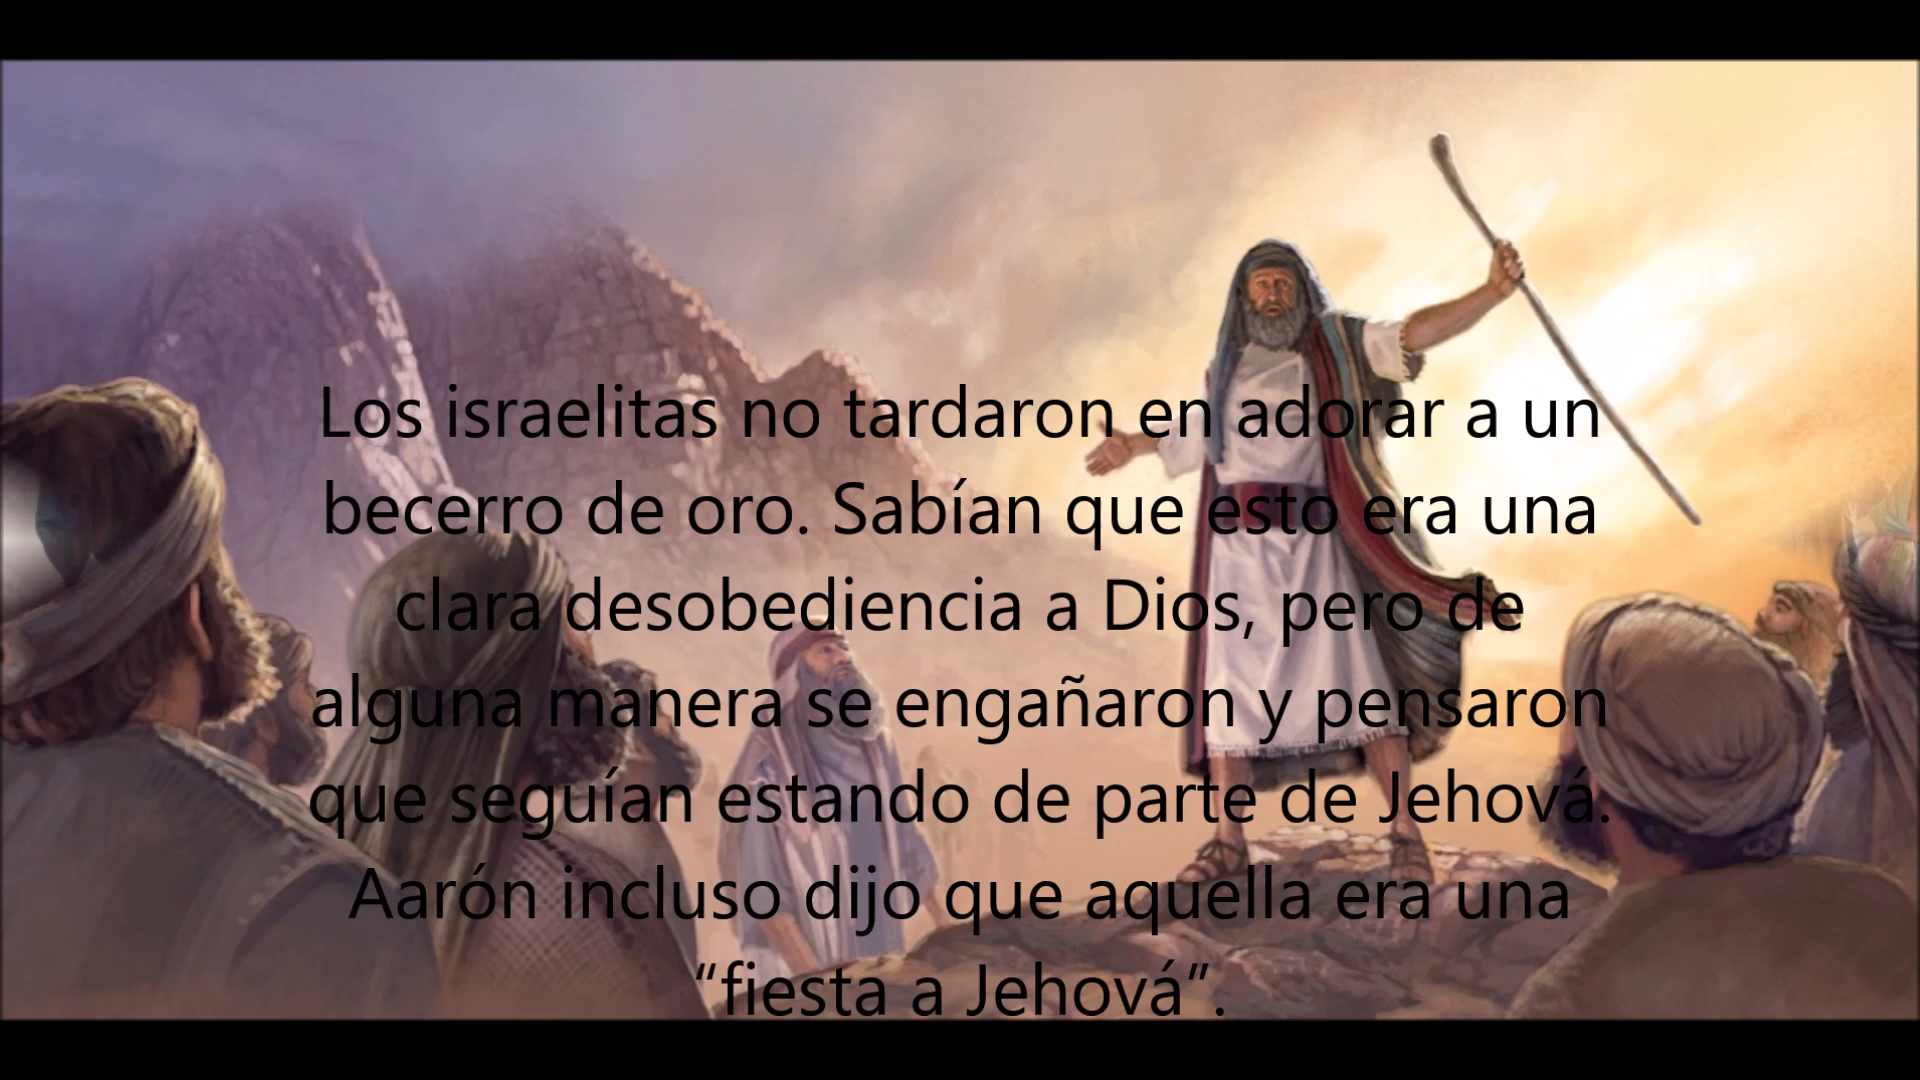 Los israelitas no tardaron en adorar a un
becerro de oro. Sabían que esto era una
clara desobediencia a Dios, pero de
alguna manera se engañaron y pensaron
que seguían estando de parte de Jehová.
Aarón incluso dijo que aquella era una
“fiesta a Jehová”.